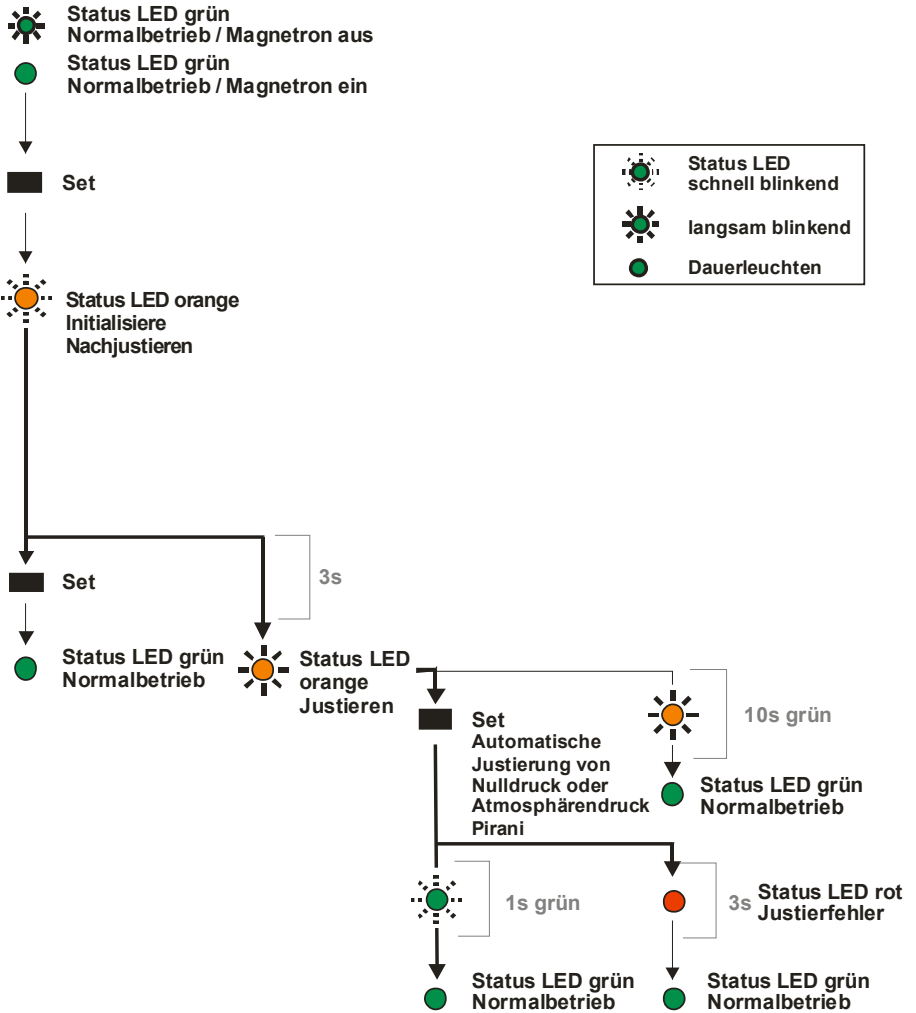 Status LED grün
Normalbetrieb / Magnetron aus
Status LED grün
Normalbetrieb / Magnetron ein
Set
Status LED
schnell blinkend
langsam blinkend
Dauerleuchten
Status LED orange
Initialisiere
Nachjustieren
3s
Set
Status LED grün
Normalbetrieb
Status LED
orange
Justieren
Set
Automatische
Justierung von
Nulldruck oder
Atmosphärendruck
Pirani
10s grün
Status LED grün
Normalbetrieb
1s grün
3s
Status LED rot
Justierfehler
Status LED grün
Normalbetrieb
Status LED grün
Normalbetrieb